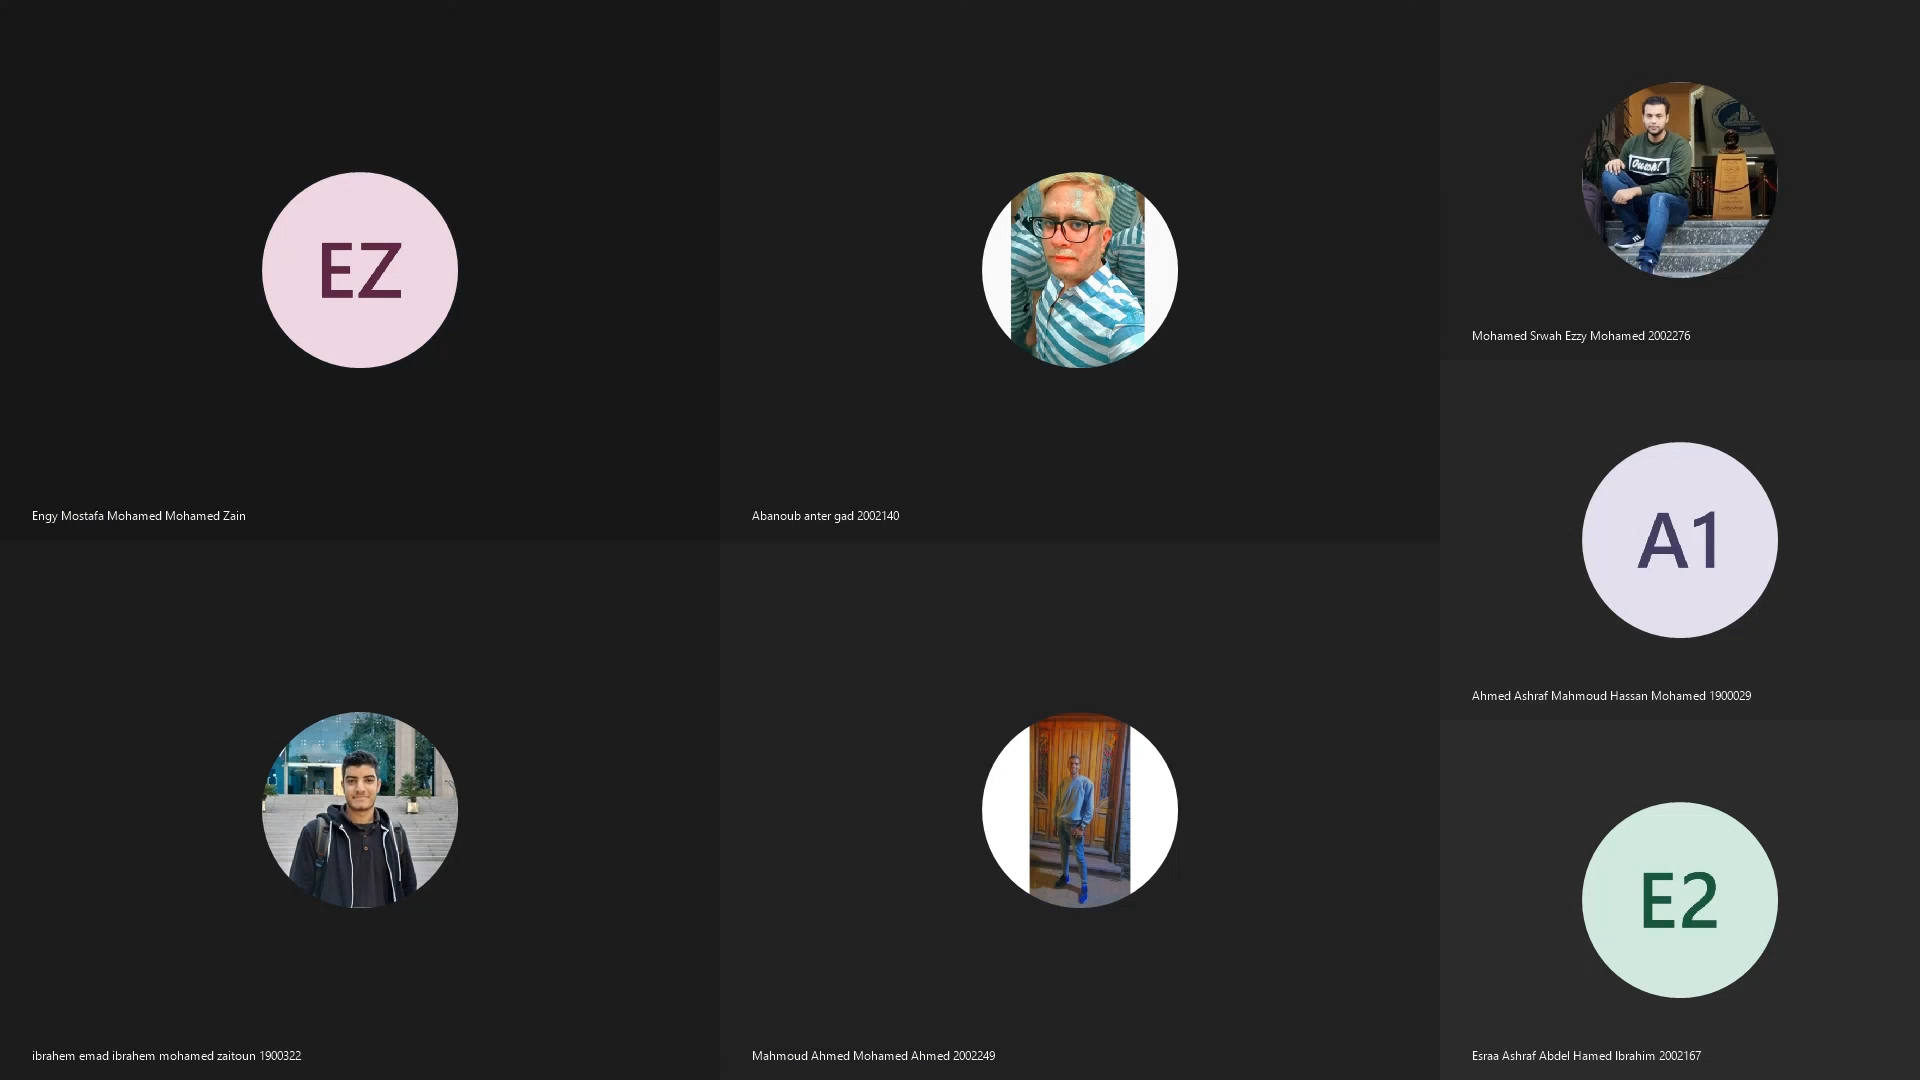 EZ
Engy Mostafa Mohamed Mohamed Zain
Abanoub anter gad 2002140
Ouch!
Mohamed Srwah Ezzy Mohamed 2002276
A1
Ahmed Ashraf Mahmoud Hassan Mohamed 1900029
ibrahem emad ibrahem mohamed zaitoun 1900322
Mahmoud Ahmed Mohamed Ahmed 2002249
E2
Esraa Ashraf Abdel Hamed Ibrahim 2002167